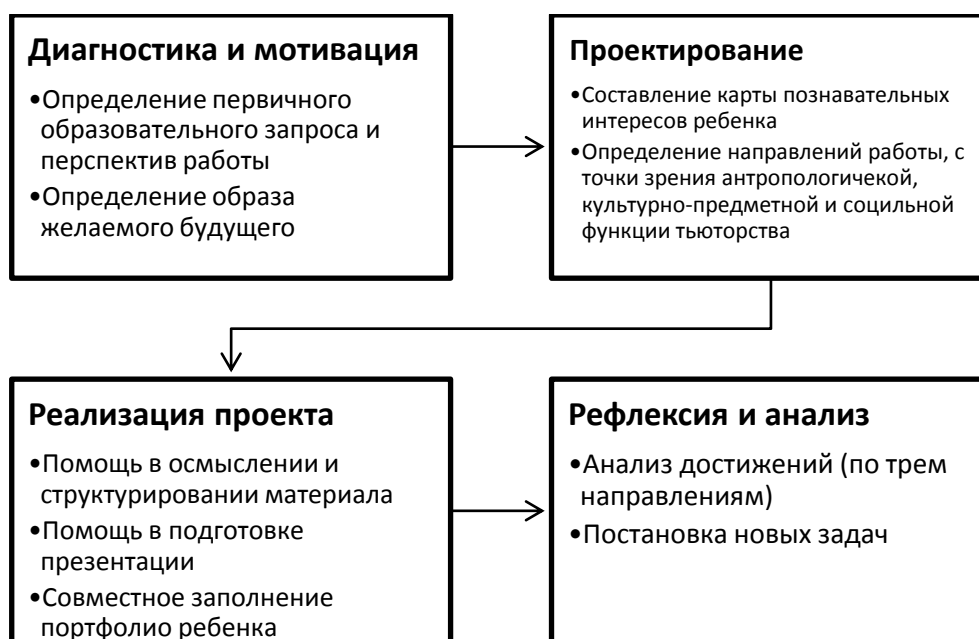 Диагностика и мотивация
•Определение первичного
образовательного запроса и
перспектив работы
•Определение образа
желаемого будущего
Проектирование
•Составление карты познавательных
интересов ребенка
•Определение направлений работы, с
точки зрения антропологичекой,
культурно-предметной и социльной
функции тьюторства
Реализация проекта
•Помощь в осмыслении и
структурировании материала
•Помощь в подготовке
презентации
•Совместное заполнение
портфолио ребенка
Рефлексия и анализ
•Анализ достижений (по трем
направлениям)
•Постановка новых задач